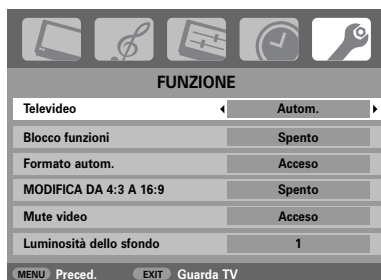 FUNZIONE
Televideo Autom.
Blocco funzioni Spento
Formato autom. Acceso
MODIFICA DA 4:3 A 16:9 Spento
Mute video Acceso
Luminosità dello sfondo 1
MENU Preced. EXIT Guarda TV